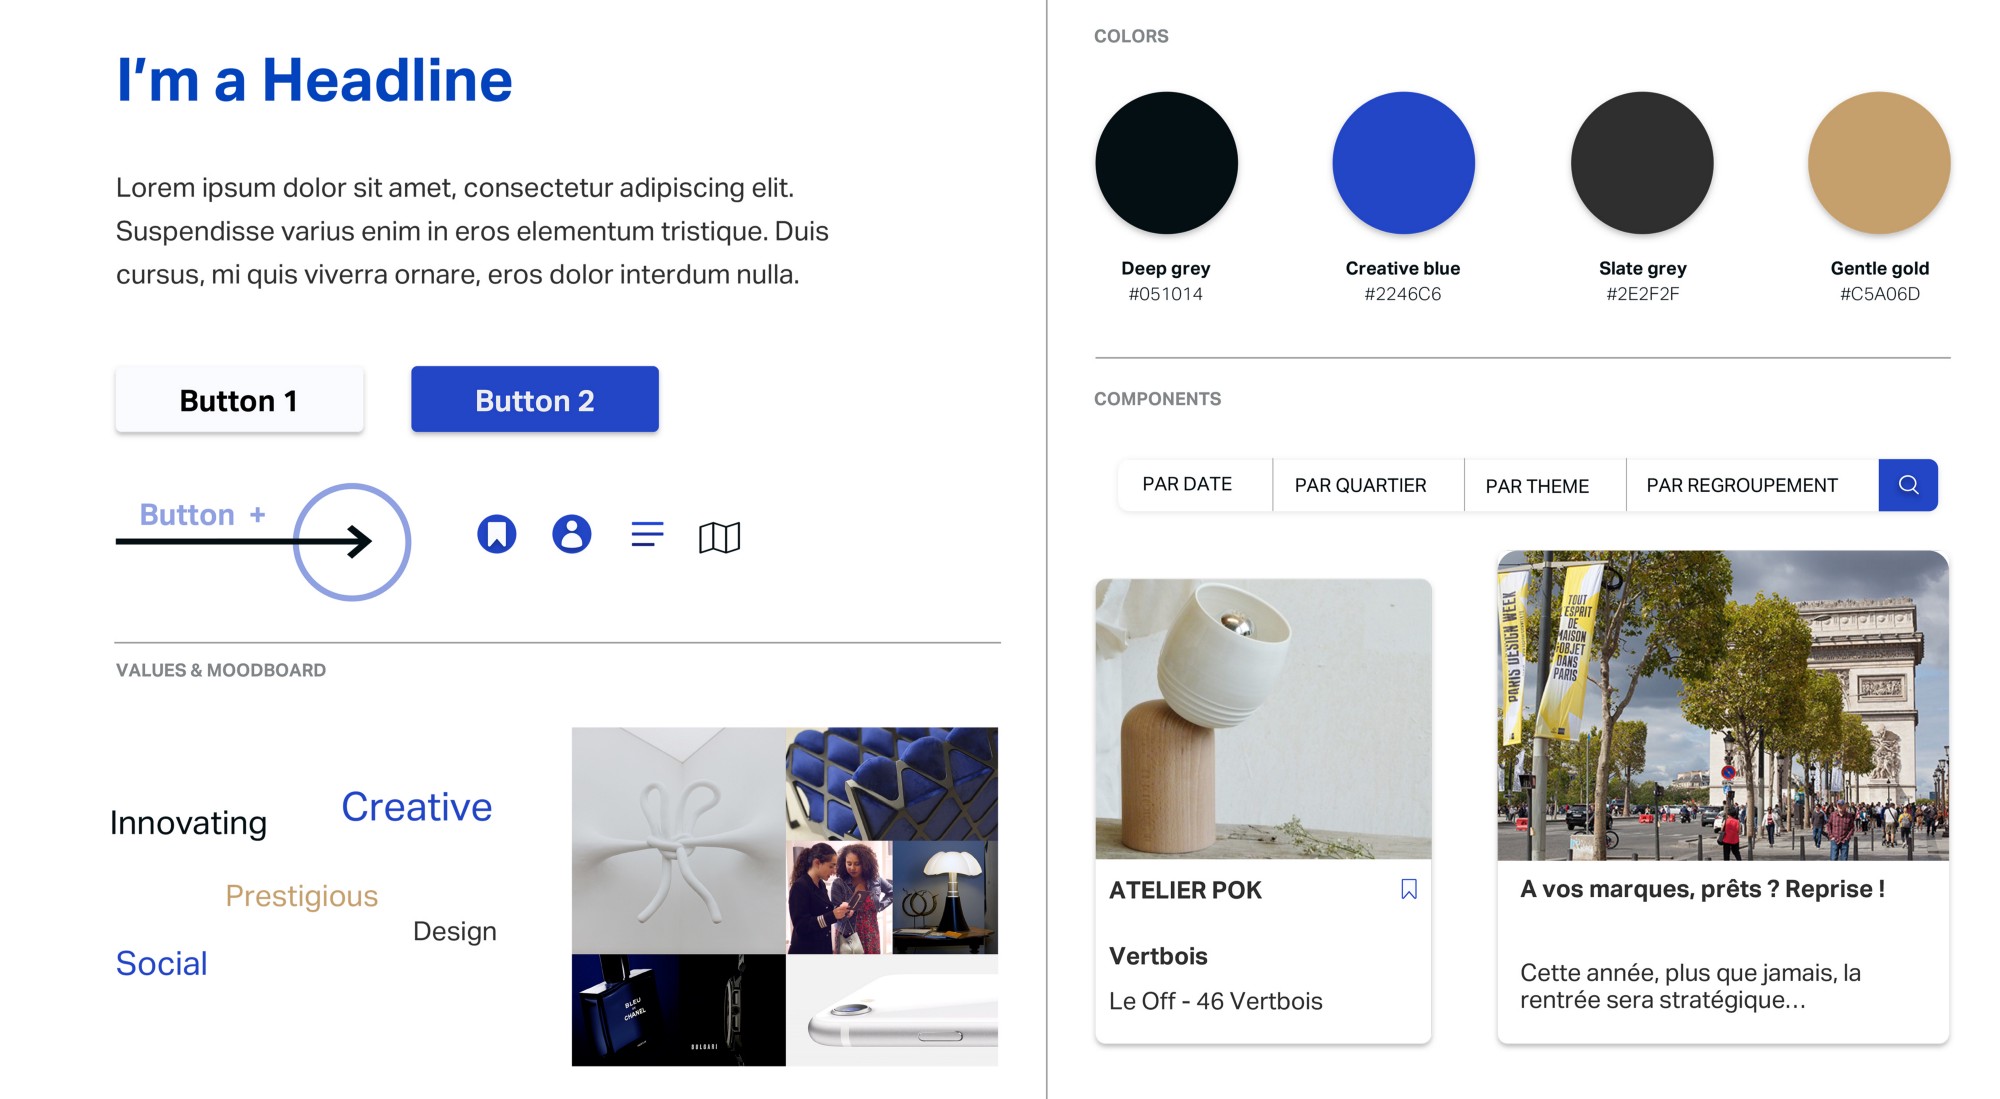 I'm a Headline
Lorem ipsum dolor sit amet, consectetur adipiscing elit.
Suspendisse varius enim in eros elementum tristique. Duis
cursus, mi quis viverra ornare, eros dolor interdum nulla.
Button 1
Button 2
Button +
VALUES & MOODBOARD
Innovating
Creative
Prestigious
Design
Social
BLEU
DE
CHANEL
BVLGARI
COLORS
Deep grey
#051014
Creative blue
#2246C6
Slate grey
#2E2F2F
Gentle gold
#C5A06D
COMPONENTS
PAR DATE
PAR QUARTIER
PAR THEME
PAR REGROUPEMENT
ATELIER POK
Vertbois
Le Off - 46 Vertbois
PARIS DESIGN WEEK
TOUT
L'ESPRIT
DE
MAISON
&OBJET
DANS
PARIS
A vos marques, prêts ? Reprise !
Cette année, plus que jamais, la
rentrée sera stratégique…